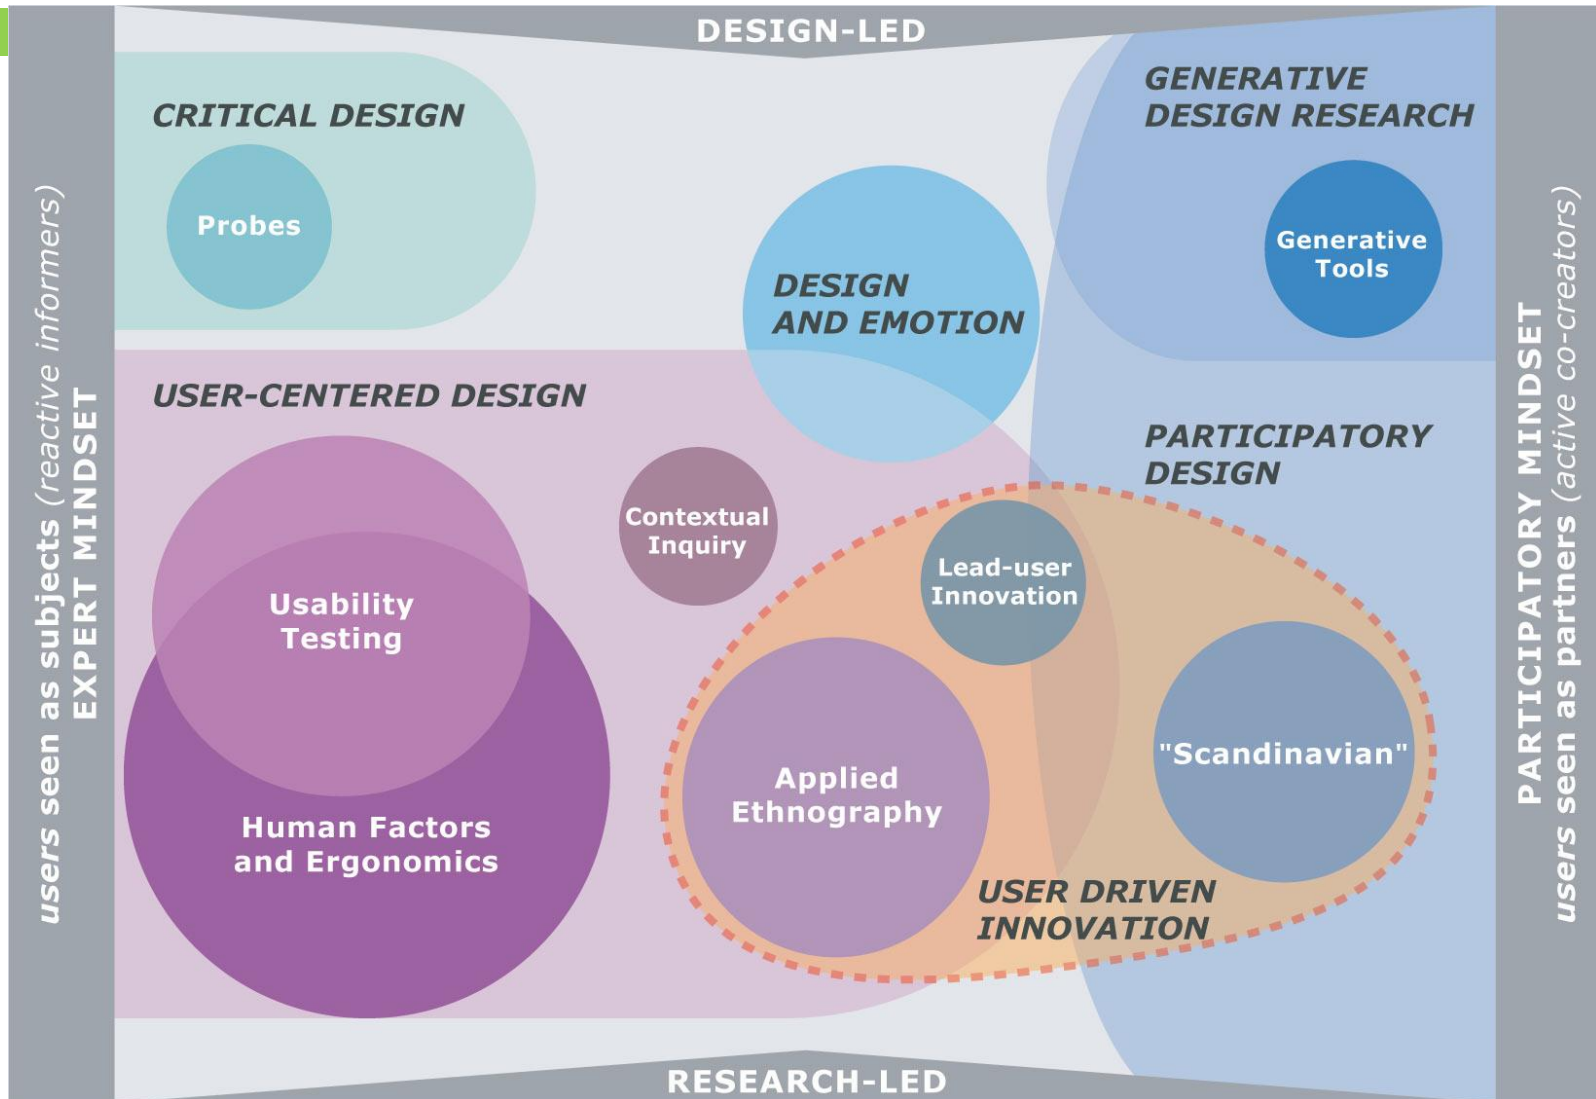 DESIGN-LED
CRITICAL DESIGN
Probes
GENERATIVE
DESIGN RESEARCH
Generative
Tools
DESIGN
AND EMOTION
USER-CENTERED DESIGN
Usability
Testing
Human Factors
and Ergonomics
Contextual
Inquiry
PARTICIPATORY
DESIGN
Lead-user
Innovation
Applied
Ethnography
"Scandinavian"
USER DRIVEN
INNOVATION
RESEARCH-LED
users seen as subjects (reactive informers)
EXPERT MINDSET
PARTICIPATORY MINDSET
users seen as partners (active co-creators)